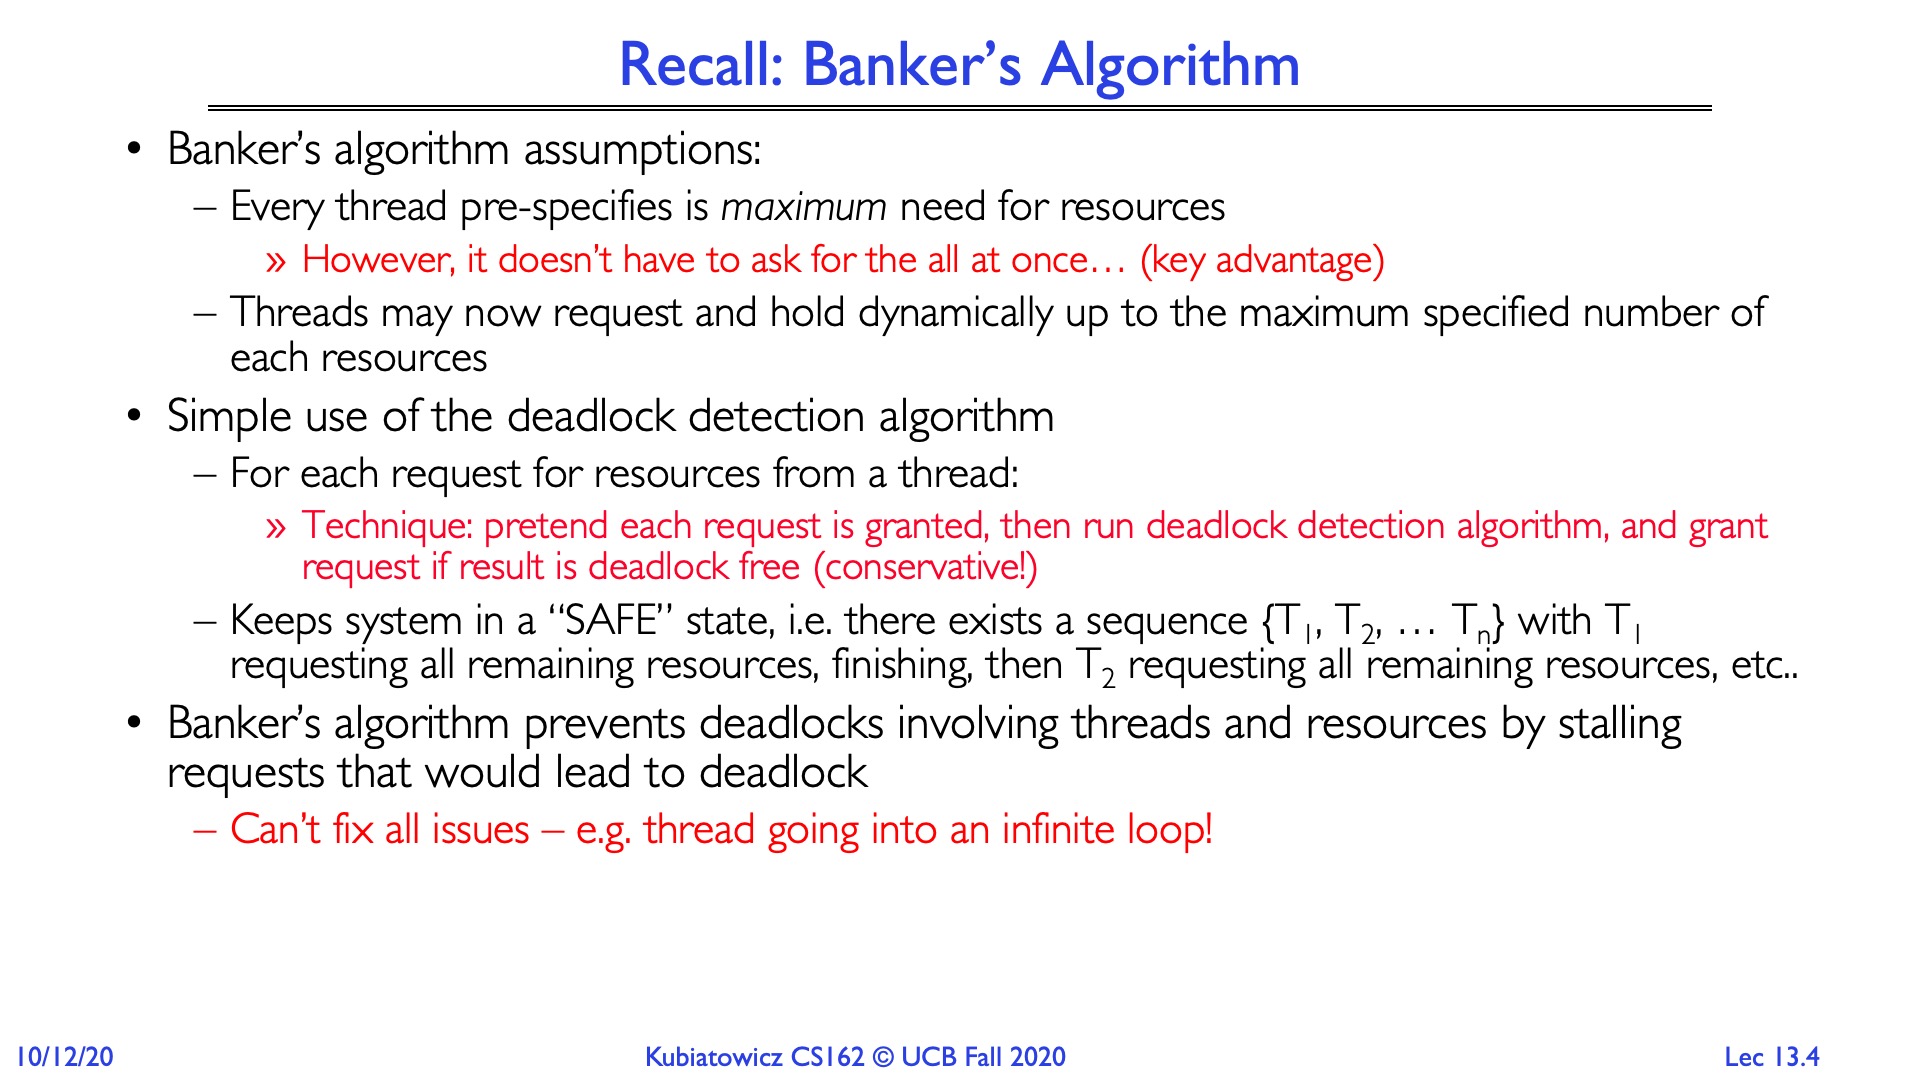 Recall: Banker’s Algorithm
• Banker’s algorithm assumptions:
– Every thread pre-specifies is maximum need for resources
» However, it doesn’t have to ask for the all at once… (key advantage)
– Threads may now request and hold dynamically up to the maximum specified number of
each resources
• Simple use of the deadlock detection algorithm
– For each request for resources from a thread:
» Technique: pretend each request is granted, then run deadlock detection algorithm, and grant
request if result is deadlock free (conservative!)
– Keeps system in a “SAFE” state, i.e. there exists a sequence {T₁, T₂, … Tₙ} with T₁
requesting all remaining resources, finishing, then T₂ requesting all remaining resources, etc..
• Banker’s algorithm prevents deadlocks involving threads and resources by stalling
requests that would lead to deadlock
– Can’t fix all issues – e.g. thread going into an infinite loop!
10/12/20
Kubiatowicz CS162 © UCB Fall 2020
Lec 13.4